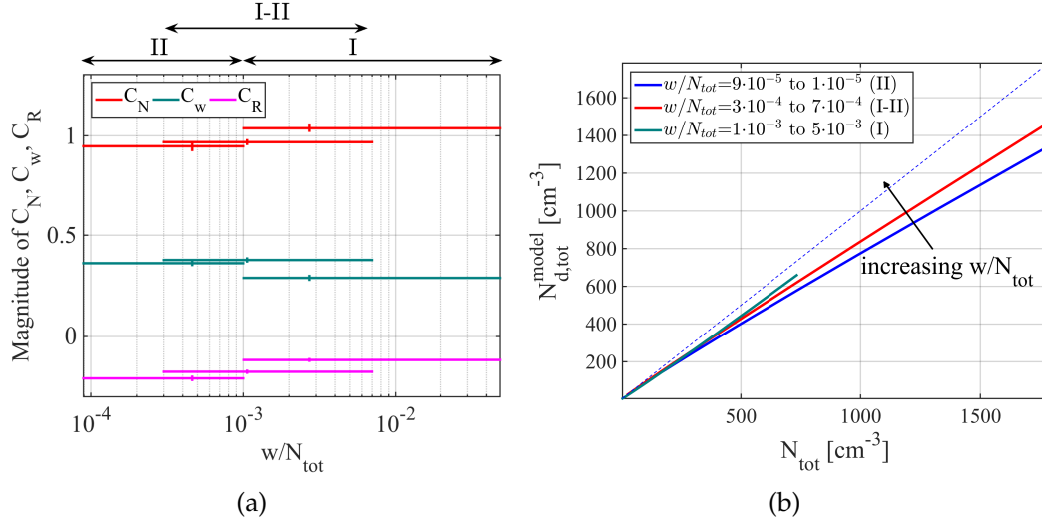 I-II
II I
C_N C_w C_R
Magnitude of C_N, C_w, C_R
1
0.5
0
10^-4 10^-3 10^-2
w/N_tot
(a)
w/N_tot=9·10^-5 to 1·10^-5 (II)
w/N_tot=3·10^-4 to 7·10^-4 (I-II)
w/N_tot=1·10^-3 to 5·10^-3 (I)
N_d,tot^model [cm^-3]
1600
1400
1200
1000
800
600
400
200
increasing w/N_tot
500 1000 1500
N_tot [cm^-3]
(b)